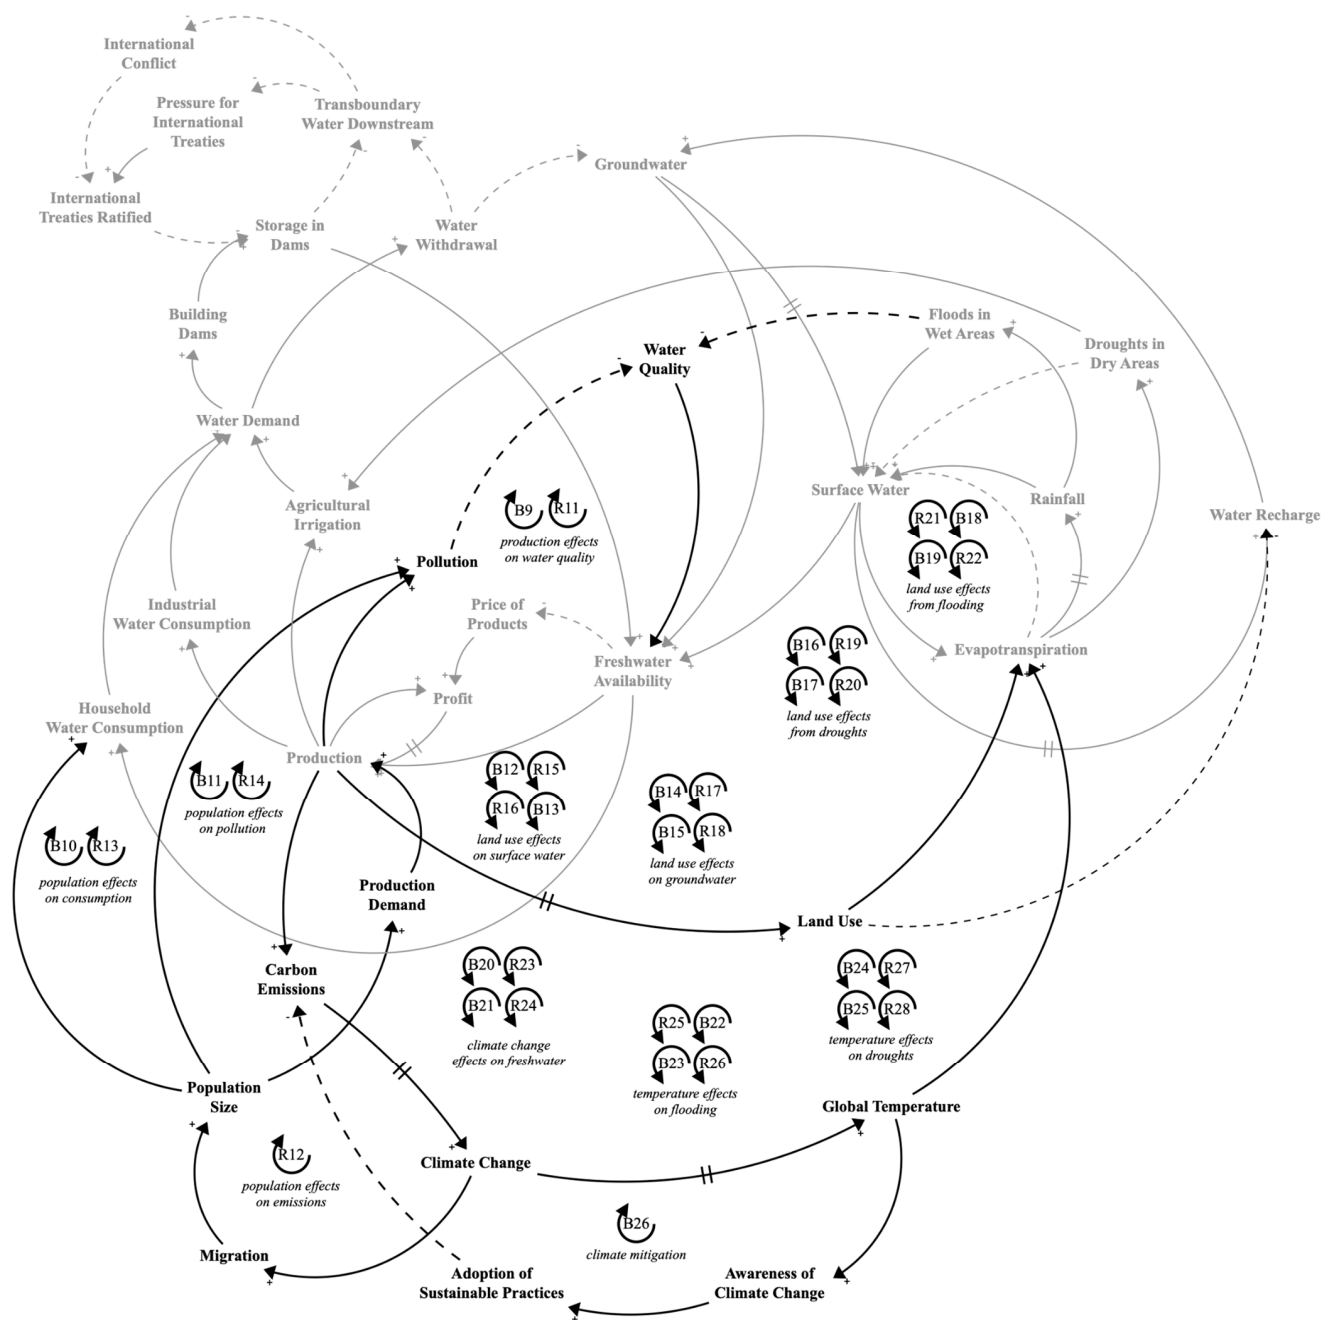 International
Conflict
Pressure for
International
Treaties
Transboundary
Water Downstream
Groundwater
International
Treaties Ratified
Storage in
Dams
Water
Withdrawal
Building
Dams
Floods in
Wet Areas
Droughts in
Dry Areas
Water
Quality
Water Demand
Surface Water
Rainfall
Water Recharge
Agricultural
Irrigation
B9 R11
production effects
on water quality
R21 B18
B19 R22
land use effects
from flooding
Pollution
Industrial
Water Consumption
Price of
Products
Freshwater
Availability
Evapotranspiration
B16 R19
B17 R20
land use effects
from droughts
Household
Water Consumption
Profit
Production
B11 R14
population effects
on pollution
B12 R15
R16 B13
land use effects
on surface water
B14 R17
B15 R18
land use effects
on groundwater
B10 R13
population effects
on consumption
Production
Demand
Land Use
Carbon
Emissions
B20 R23
B21 R24
climate change
effects on freshwater
B24 R27
B25 R28
temperature effects
on droughts
R25 B22
B23 R26
temperature effects
on flooding
Population
Size
Global Temperature
R12
population effects
on emissions
Climate Change
B26
climate mitigation
Migration
Adoption of
Sustainable Practices
Awareness of
Climate Change